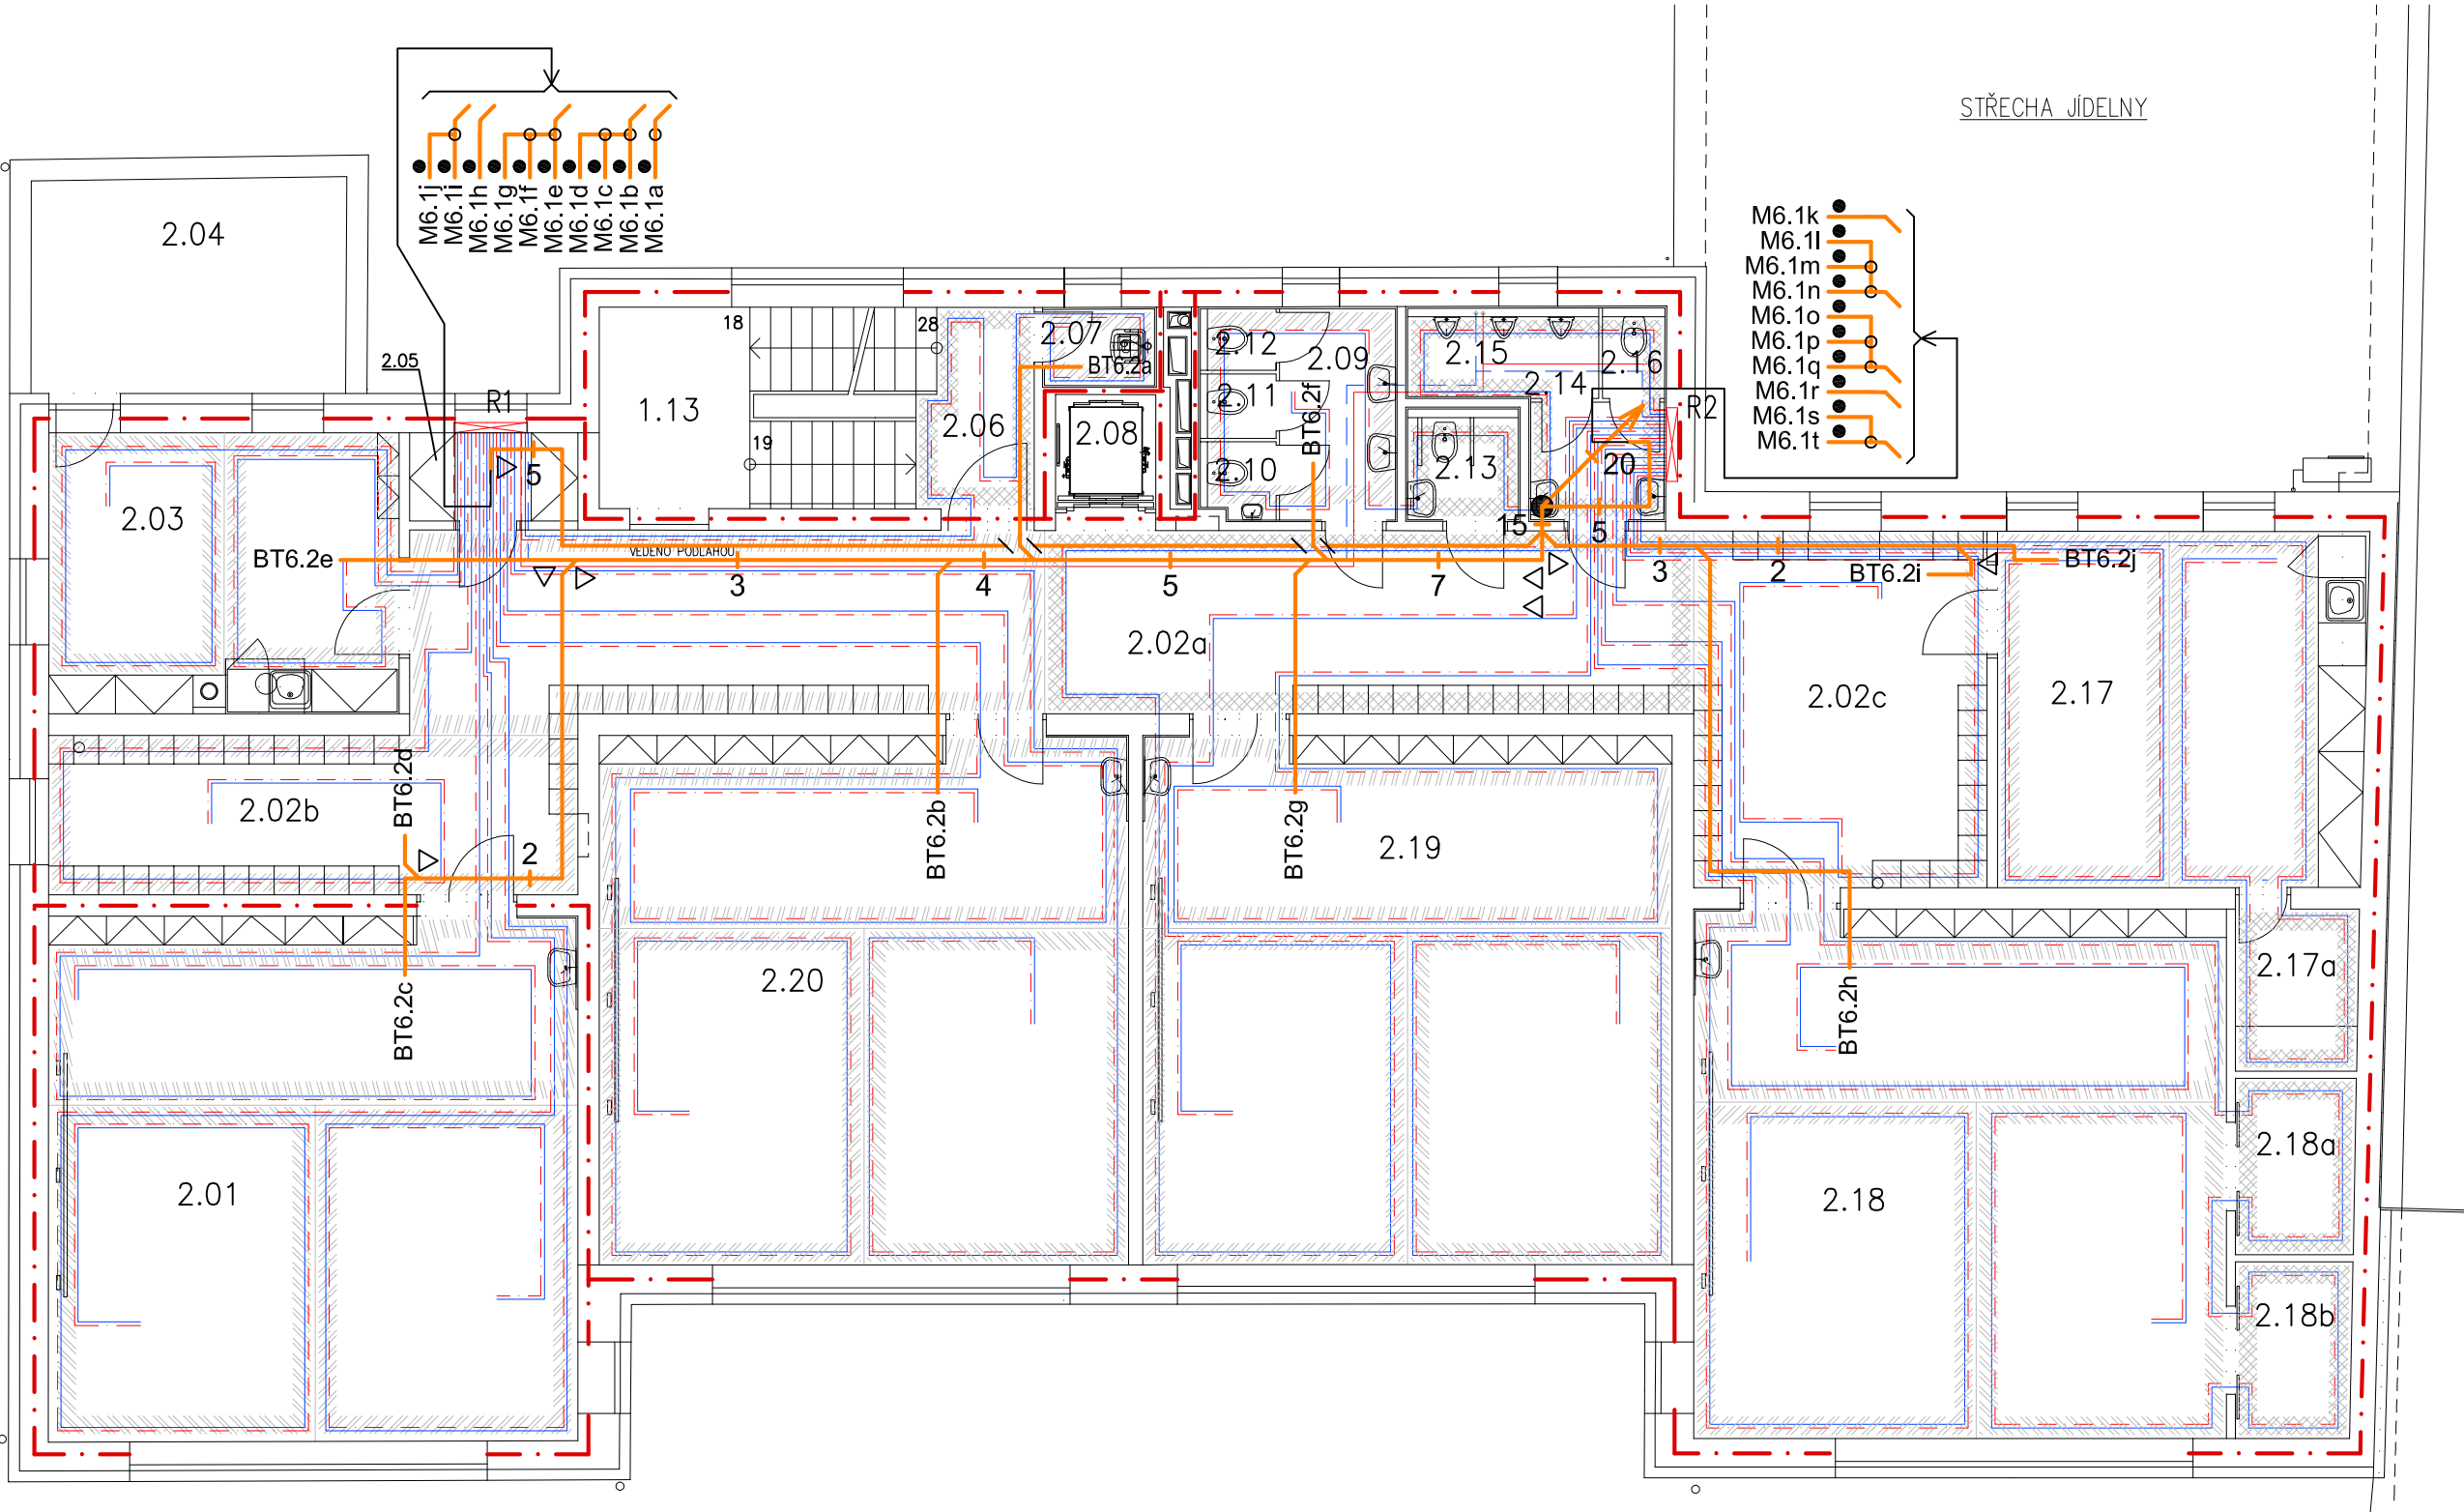 STŘECHA JÍDELNY
M6.1j
M6.1i
M6.1h
M6.1g
M6.1f
M6.1e
M6.1d
M6.1c
M6.1b
M6.1a
M6.1k
M6.1l
M6.1m
M6.1n
M6.1o
M6.1p
M6.1q
M6.1r
M6.1s
M6.1t
2.04
18
28
2.07
2.12
2.09
2.15
2.16
2.05
BT6.2a
2.14
R1
1.13
2.11
R2
2.06
2.08
BT6.2f
19
5
2.10
2.13
20
2.03
15
5
VEDENO PODLAHOU
BT6.2e
3
4
5
7
3
2
BT6.2i
BT6.2j
2.02a
2.02c
2.17
BT6.2d
2.02b
BT6.2b
BT6.2g
2.19
2
2.20
2.17a
BT6.2c
BT6.2h
2.18a
2.01
2.18
2.18b